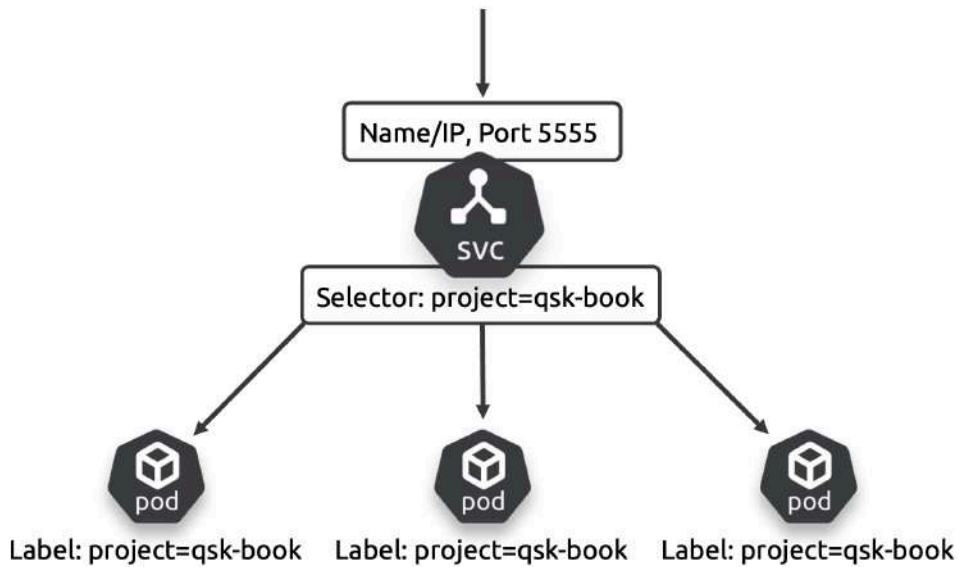 Name/IP, Port 5555
SVC
Selector: project=qsk-book
pod
pod
pod
Label: project=qsk-book
Label: project=qsk-book
Label: project=qsk-book